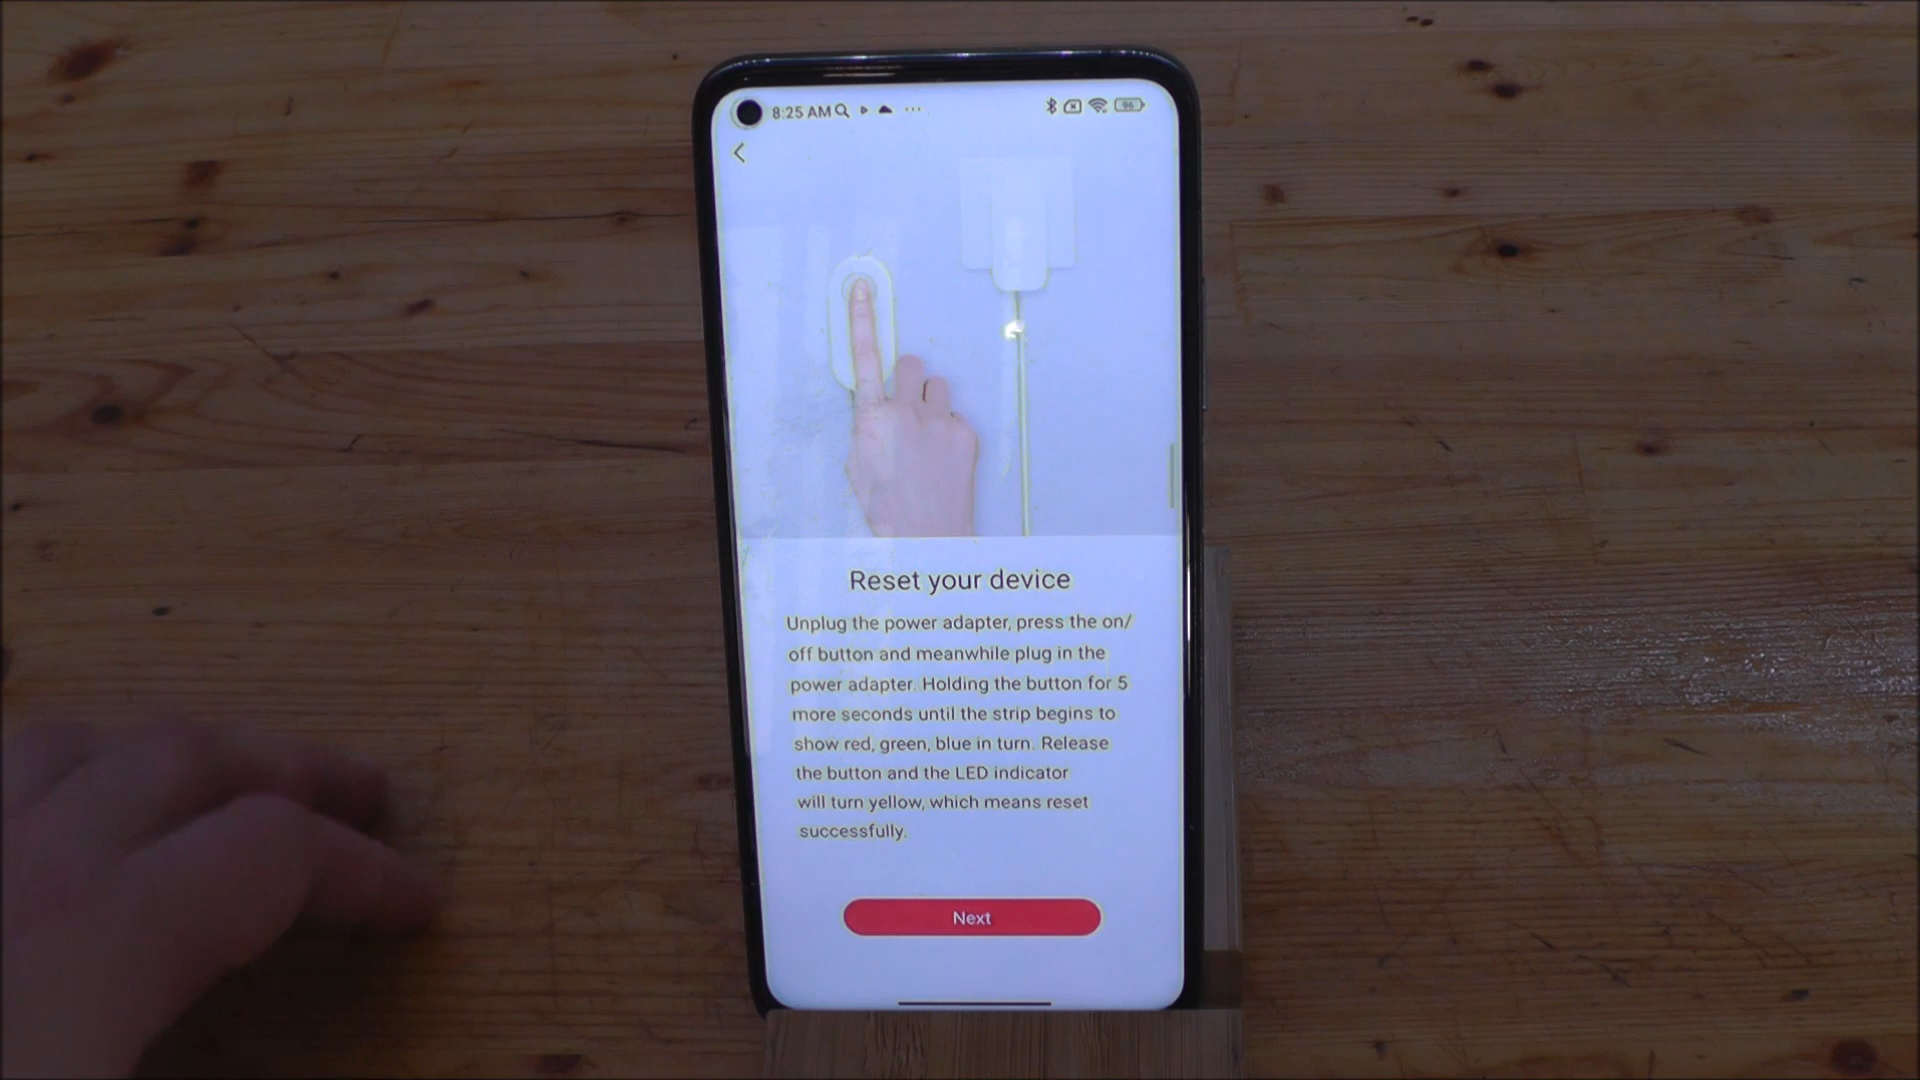 8:25 AM ... 96
Reset your device
Unplug the power adapter, press the on/
off button and meanwhile plug in the
power adapter. Holding the button for 5
more seconds until the strip begins to
show red, green, blue in turn. Release
the button and the LED indicator
will turn yellow, which means reset
successfully.
Next